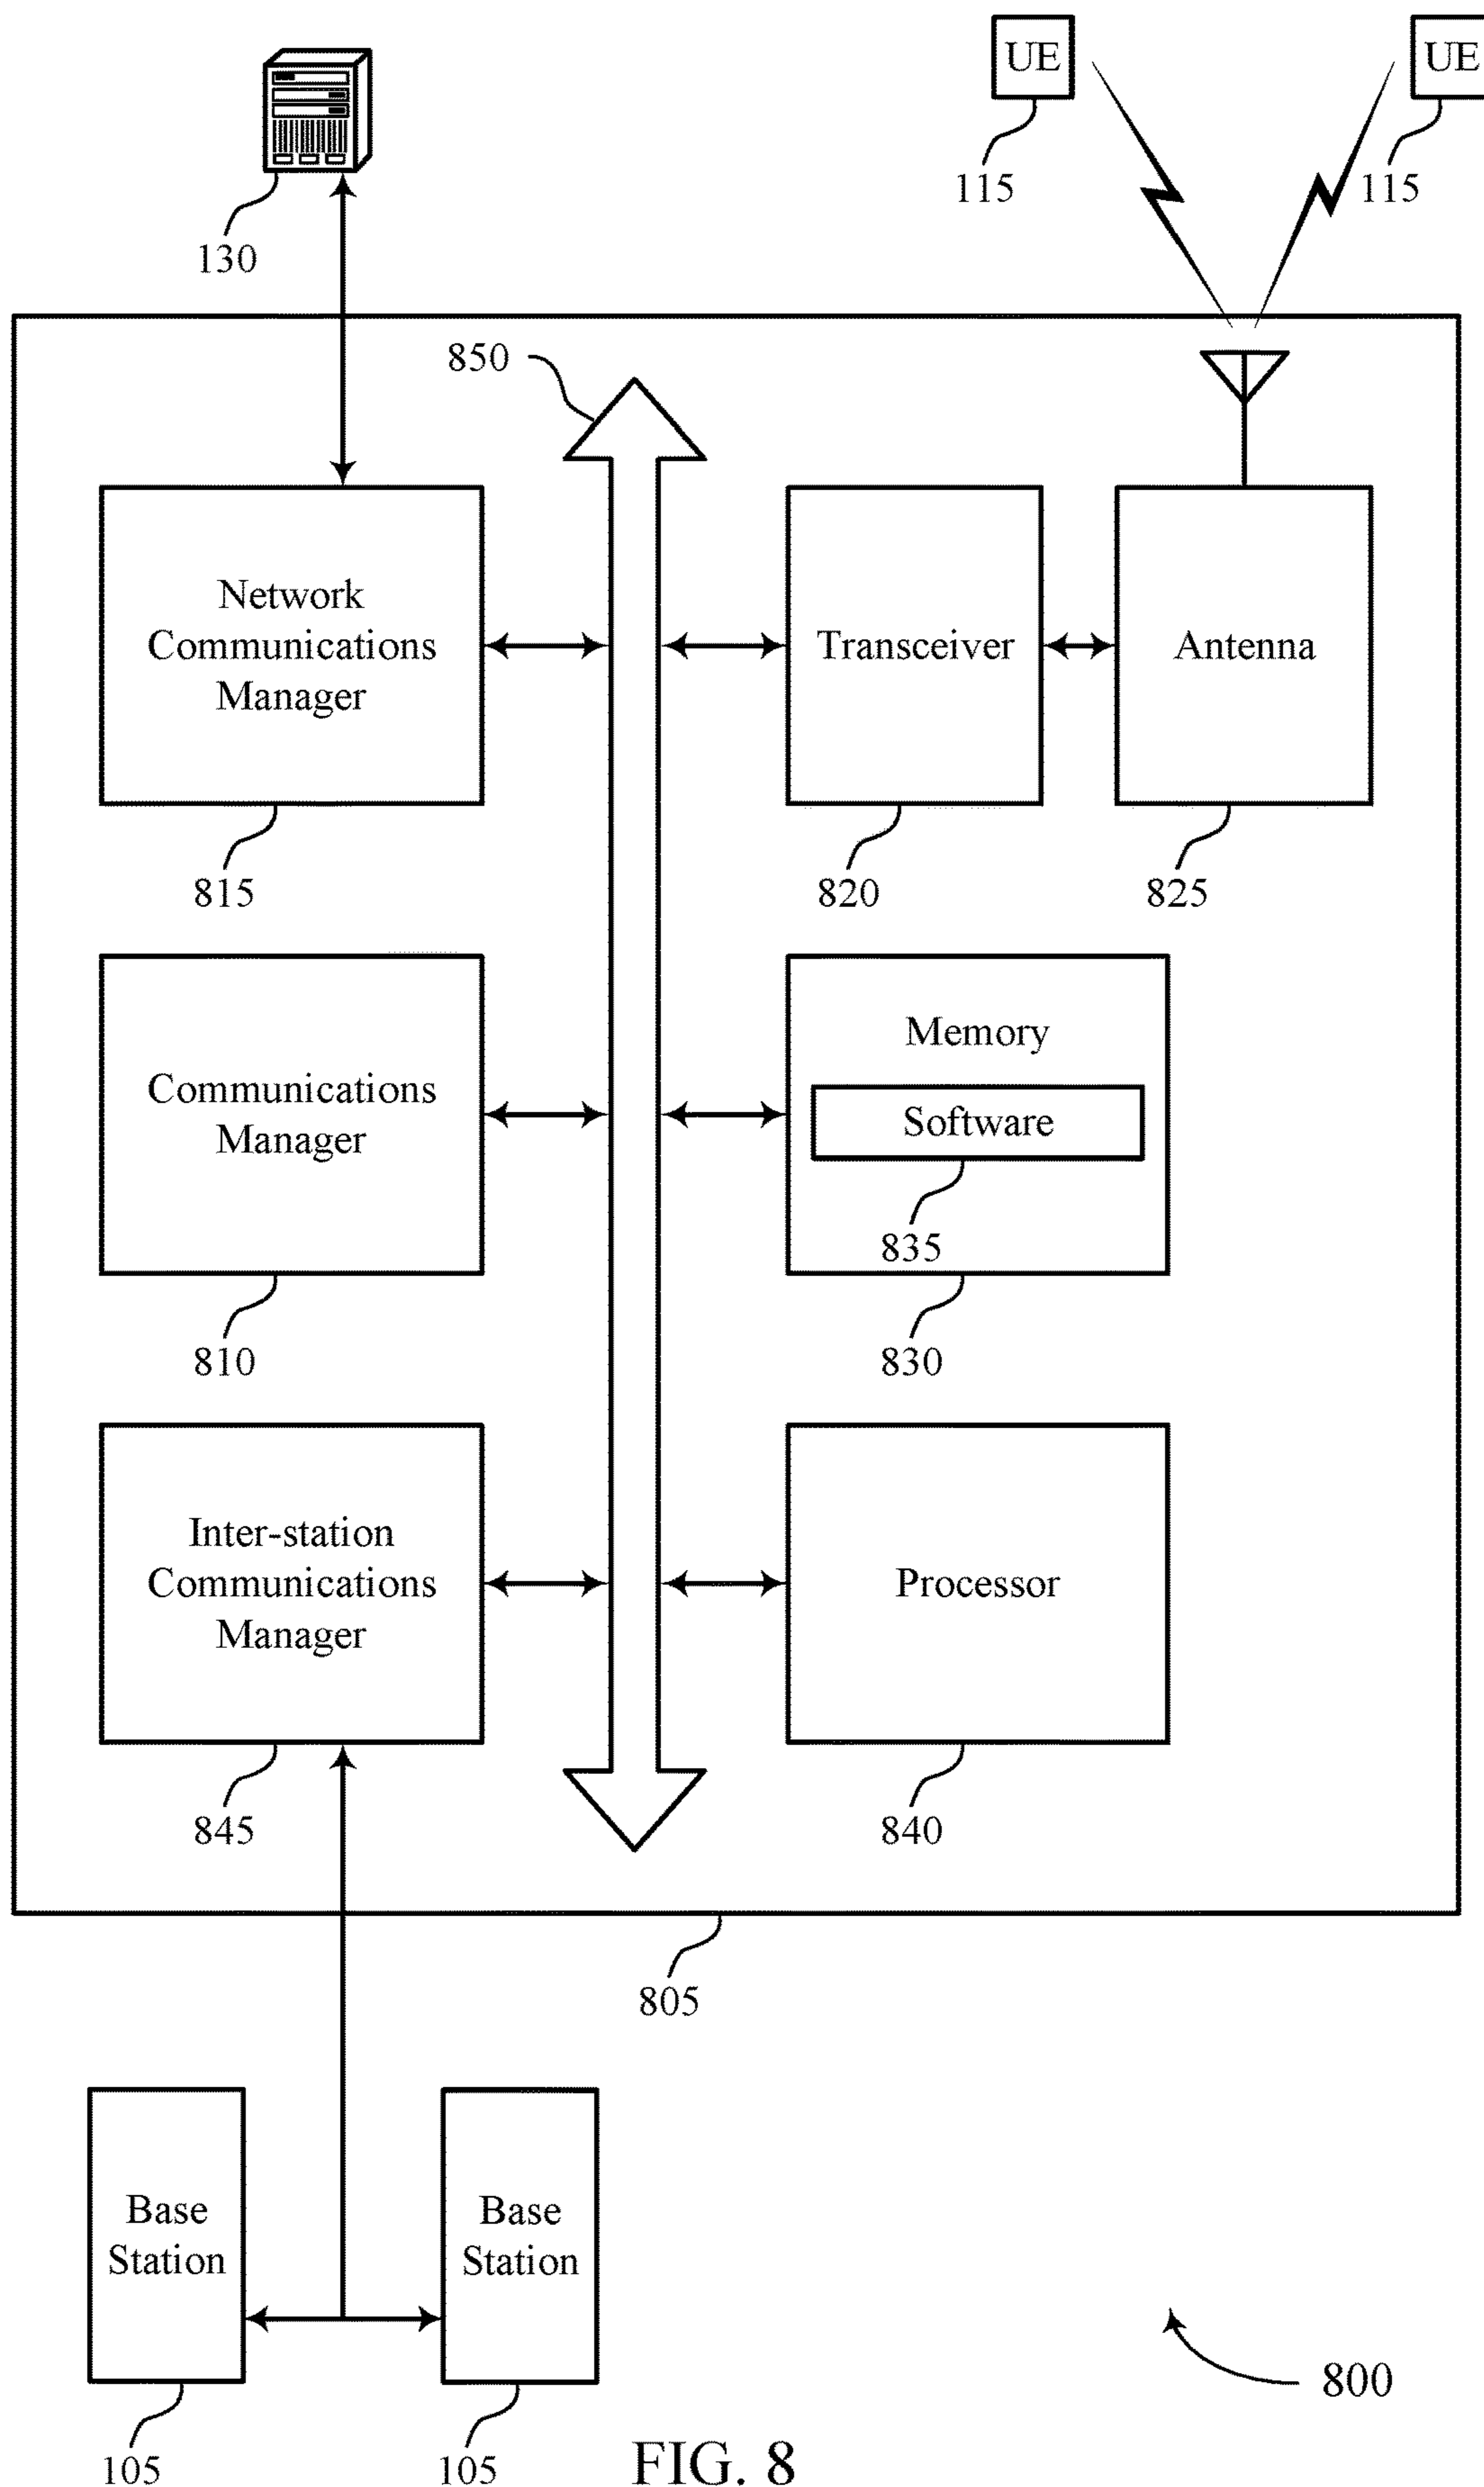 UE
UE
115
115
130
850
Network
Communications
Manager
Transceiver
Antenna
815
820
825
Communications
Manager
Memory
Software
835
810
830
Inter-station
Communications
Manager
Processor
845
840
805
Base
Station
Base
Station
800
105
105
FIG. 8